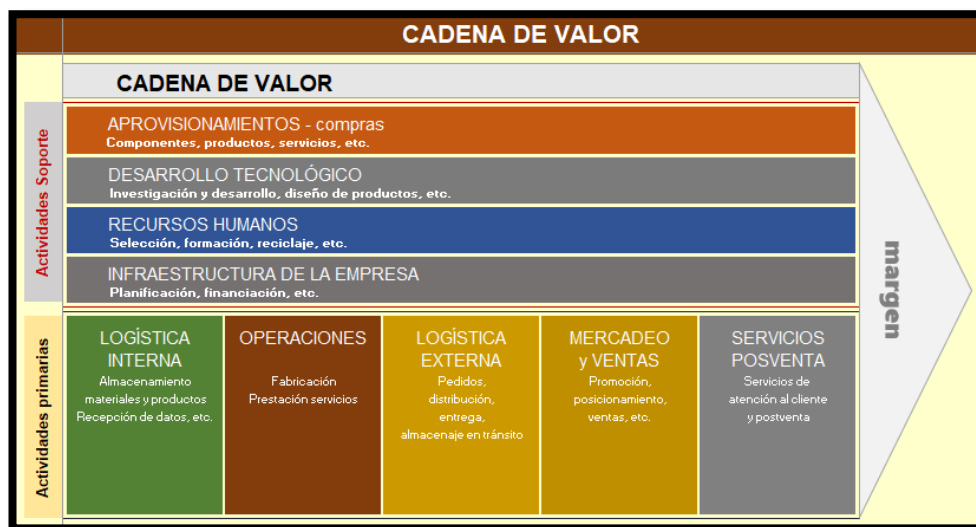 CADENA DE VALOR
CADENA DE VALOR
Actividades Soporte
APROVISIONAMIENTOS - compras
Componentes, productos, servicios, etc.
DESARROLLO TECNOLÓGICO
Investigación y desarrollo, diseño de productos, etc.
RECURSOS HUMANOS
Selección, formación, reciclaje, etc.
INFRAESTRUCTURA DE LA EMPRESA
Planificación, financiación, etc.
margen
Actividades primarias
LOGÍSTICA
INTERNA
Almacenamiento
materiales y productos
Recepción de datos, etc.
OPERACIONES
Fabricación
Prestación servicios
LOGÍSTICA
EXTERNA
Pedidos,
distribución,
entrega,
almacenaje en tránsito
MERCADEO
y VENTAS
Promoción,
posicionamiento,
ventas, etc.
SERVICIOS
POSVENTA
Servicios de
atención al cliente
y postventa